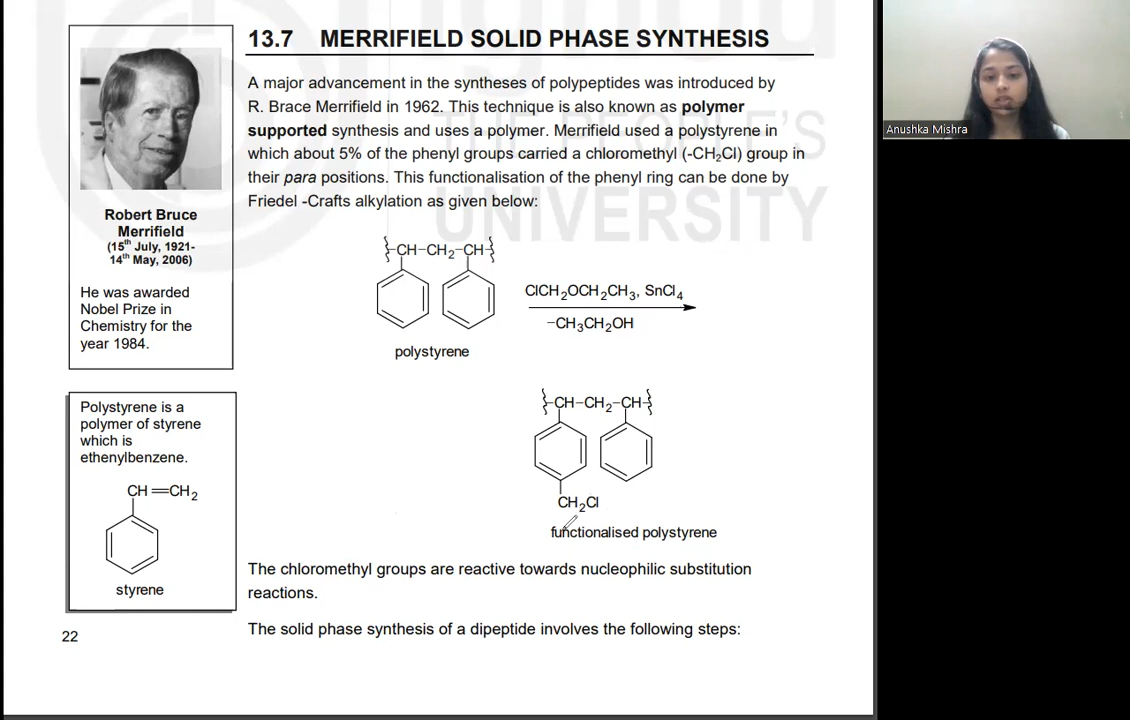 13.7 MERRIFIELD SOLID PHASE SYNTHESIS
A major advancement in the syntheses of polypeptides was introduced by
R. Brace Merrifield in 1962. This technique is also known as polymer
supported synthesis and uses a polymer. Merrifield used a polystyrene in
which about 5% of the phenyl groups carried a chloromethyl (-CH₂Cl) group in
their para positions. This functionalisation of the phenyl ring can be done by
Friedel -Crafts alkylation as given below:
THE PEOPLE'S
UNIVERSITY
Robert Bruce
Merrifield
(15th July, 1921-
14th May, 2006)
He was awarded
Nobel Prize in
Chemistry for the
year 1984.
CH-CH₂-CH
ClCH₂OCH₂CH₃, SnCl₄
−CH₃CH₂OH
polystyrene
CH-CH₂-CH
CH₂Cl
functionalised polystyrene
Polystyrene is a
polymer of styrene
which is
ethenylbenzene.
CH=CH₂
styrene
The chloromethyl groups are reactive towards nucleophilic substitution
reactions.
The solid phase synthesis of a dipeptide involves the following steps:
22
Anushka Mishra